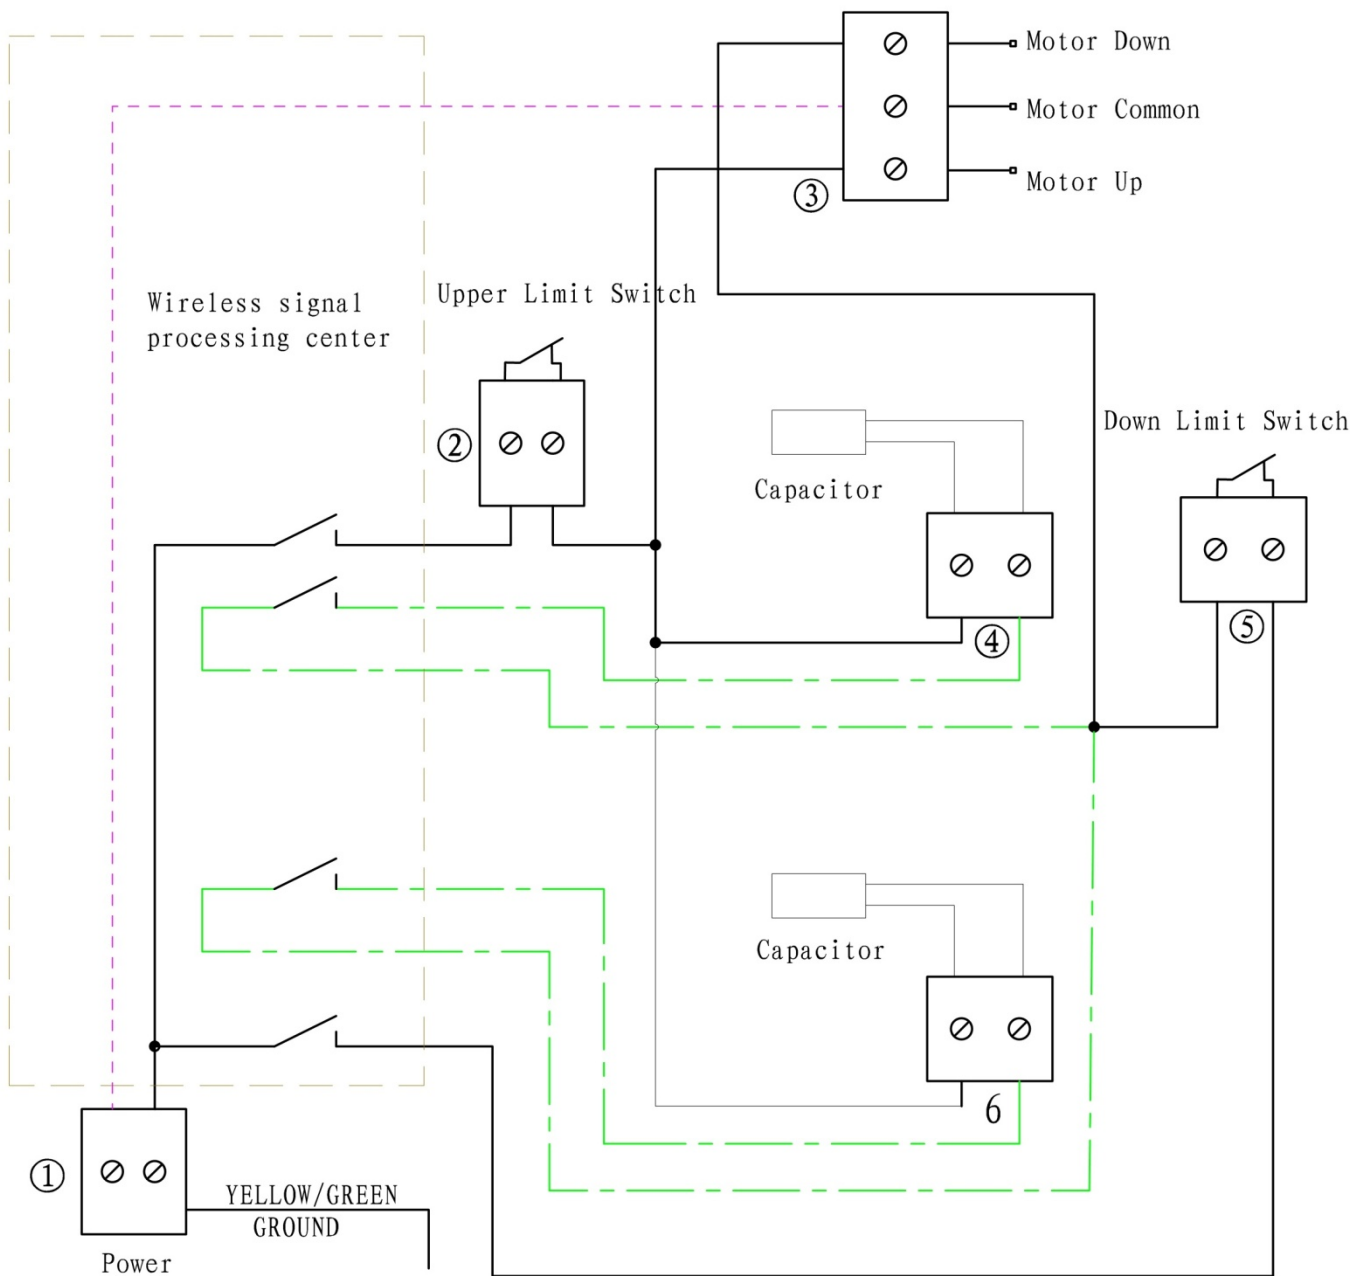 Motor Down
Motor Common
Motor Up
③
Wireless signal
processing center
Upper Limit Switch
②
Capacitor
Down Limit Switch
④
⑤
Capacitor
6
①
YELLOW/GREEN
GROUND
Power